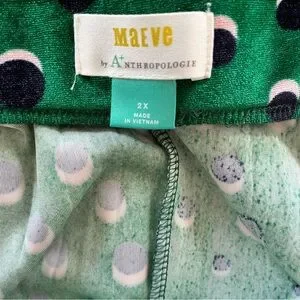 MAEVE
by ANTHROPOLOGIE
2X
MADE
IN VIETNAM